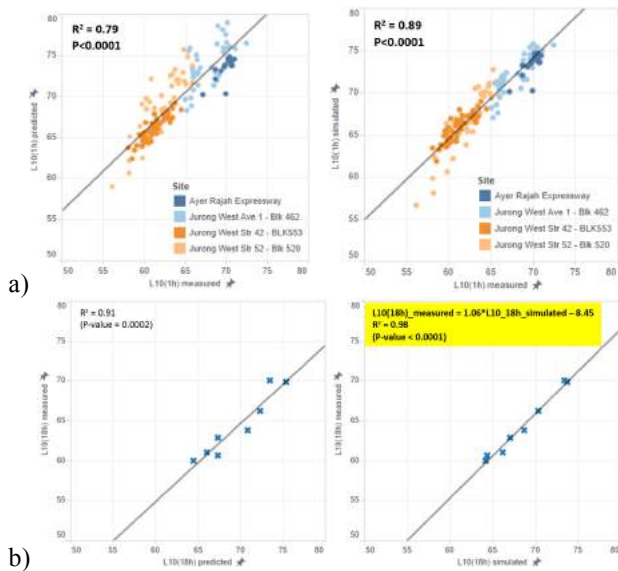 R² = 0.79
P<0.0001
80
75
70
65
60
55
50
L10(1h) predicted
Site
Ayer Rajah Expressway
Jurong West Ave 1 - Blk 462
Jurong West Str 42 - BLK553
Jurong West Str 52 - Blk 520
50 55 60 65 70 75 80
L10(1h) measured
R² = 0.89
P<0.0001
80
75
70
65
60
55
50
L10(1h) simulated
Site
Ayer Rajah Expressway
Jurong West Ave 1 - Blk 462
Jurong West Str 42 - BLK553
Jurong West Str 52 - Blk 520
50 55 60 65 70 75 80
L10(1h) measured
a)
R² = 0.91
(P-value = 0.0002)
80
75
70
65
60
55
50
L10(18h) measured
50 55 60 65 70 75 80
L10(18h) predicted
L10(18h)_measured = 1.06*L10_18h_simulated – 8.45
R² = 0.98
(P-value < 0.0001)
80
75
70
65
60
55
50
L10(18h) measured
50 55 60 65 70 75 80
L10(18h) simulated
b)